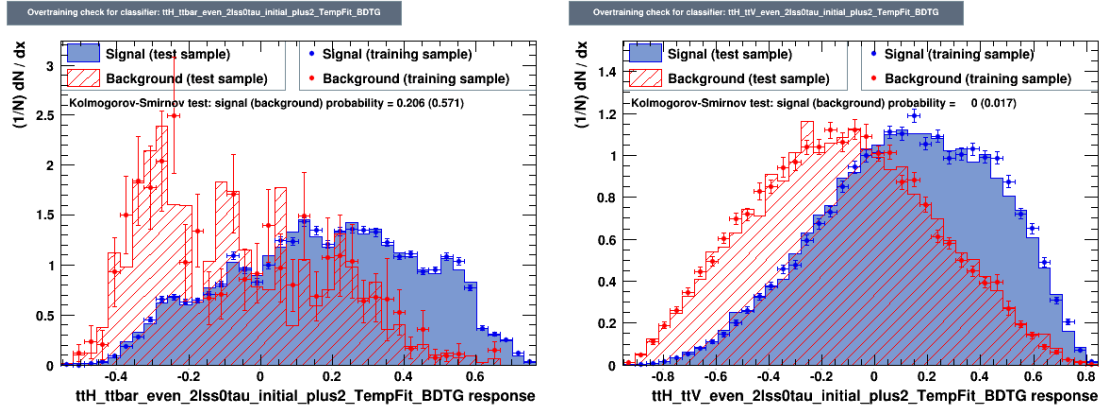 Overtraining check for classifier: ttH_ttbar_even_2lss0tau_initial_plus2_TempFit_BDTG
(1/N) dN / dx
Signal (test sample)
Background (test sample)
Signal (training sample)
Background (training sample)
Kolmogorov-Smirnov test: signal (background) probability = 0.206 (0.571)
3
2.5
2
1.5
1
0.5
0
-0.4 -0.2 0 0.2 0.4 0.6
ttH_ttbar_even_2lss0tau_initial_plus2_TempFit_BDTG response
Overtraining check for classifier: ttH_ttV_even_2lss0tau_initial_plus2_TempFit_BDTG
(1/N) dN / dx
Signal (test sample)
Background (test sample)
Signal (training sample)
Background (training sample)
Kolmogorov-Smirnov test: signal (background) probability = 0 (0.017)
1.4
1.2
1
0.8
0.6
0.4
0.2
0
-0.8 -0.6 -0.4 -0.2 0 0.2 0.4 0.6 0.8
ttH_ttV_even_2lss0tau_initial_plus2_TempFit_BDTG response